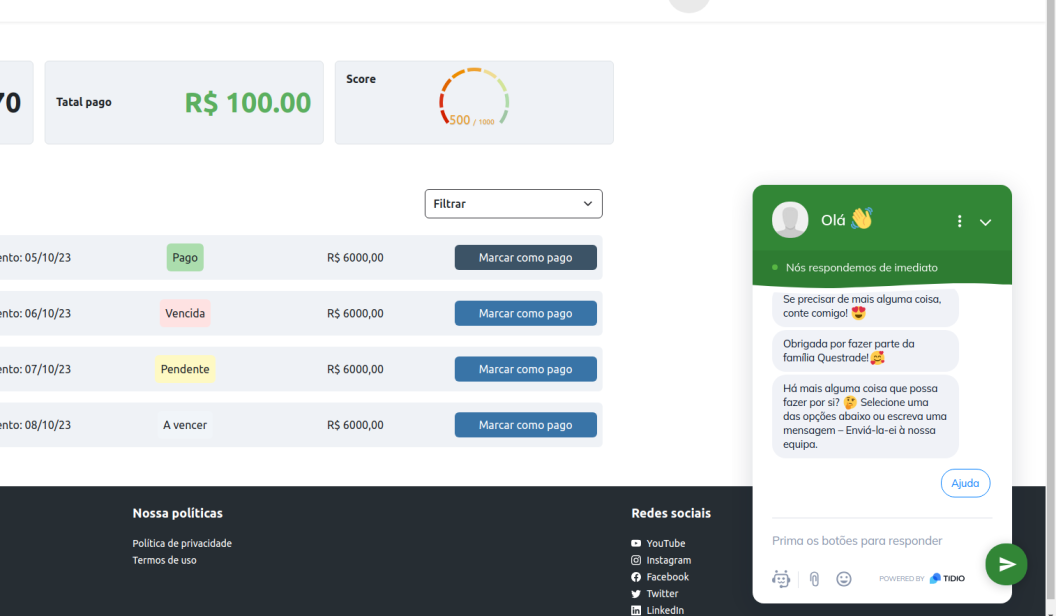 70
Tatal pago
R$ 100.00
Score
500 / 1000
Filtrar
ento: 05/10/23 Pago R$ 6000,00 Marcar como pago
ento: 06/10/23 Vencida R$ 6000,00 Marcar como pago
ento: 07/10/23 Pendente R$ 6000,00 Marcar como pago
ento: 08/10/23 A vencer R$ 6000,00 Marcar como pago
Nossa políticas
Política de privacidade
Termos de uso
Redes sociais
YouTube
Instagram
Facebook
Twitter
LinkedIn
Olá 👋
Nós respondemos de imediato
Se precisar de mais alguma coisa,
conte comigo! 😍
Obrigada por fazer parte da
família Questrade!🥰
Há mais alguma coisa que possa
fazer por si? 🤔 Selecione uma
das opções abaixo ou escreva uma
mensagem – Enviá-la-ei à nossa
equipa.
Ajuda
Prima os botões para responder
POWERED BY TIDIO